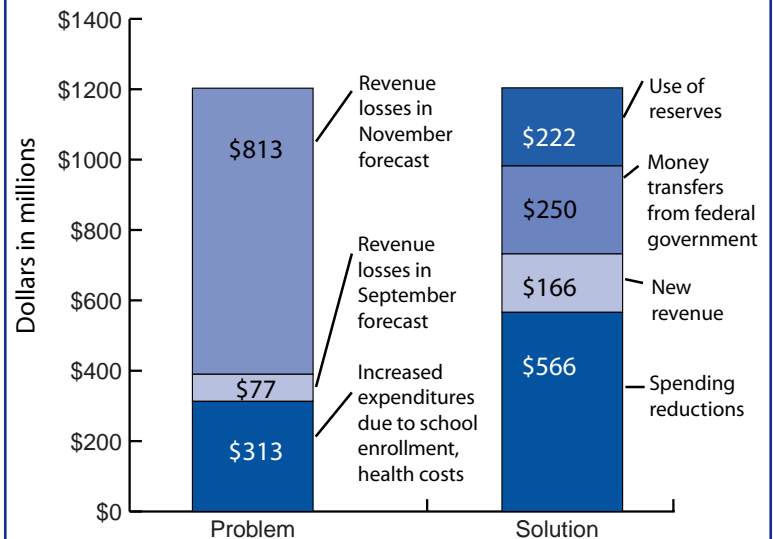 Dollars in millions
$1400
$1200
$1000
$800
$600
$400
$200
$0
$813
$77
$313
Revenue
losses in
November
forecast
Revenue
losses in
September
forecast
Increased
expenditures
due to school
enrollment,
health costs
Problem
$222
$250
$166
$566
Use of
reserves
Money
transfers
from federal
government
New
revenue
Spending
reductions
Solution